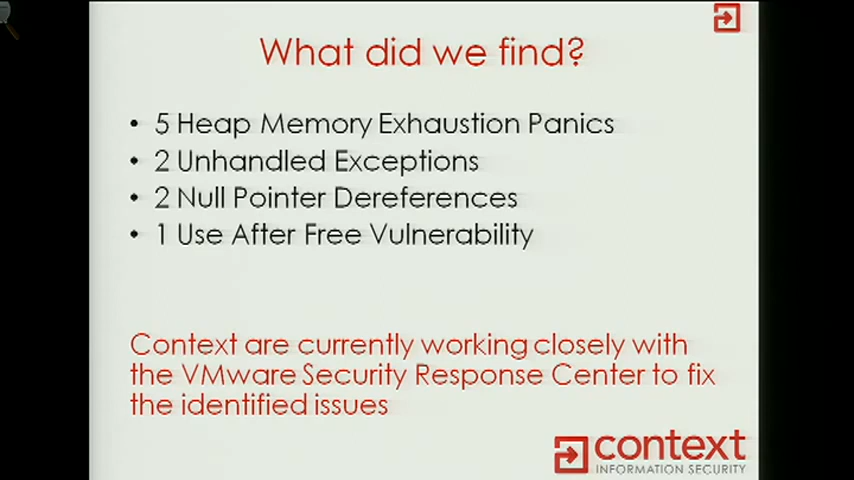 What did we find?
• 5 Heap Memory Exhaustion Panics
• 2 Unhandled Exceptions
• 2 Null Pointer Dereferences
• 1 Use After Free Vulnerability
Context are currently working closely with
the VMware Security Response Center to fix
the identified issues
context
INFORMATION SECURITY